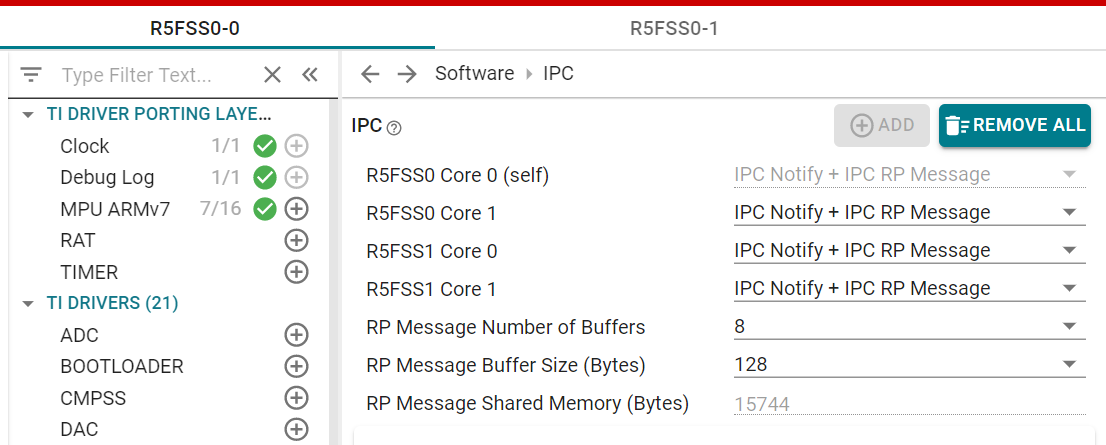 R5FSS0-0 R5FSS0-1
Type Filter Text... Software IPC
TI DRIVER PORTING LAYE...
Clock 1/1
Debug Log 1/1
MPU ARMv7 7/16
RAT
TIMER
TI DRIVERS (21)
ADC
BOOTLOADER
CMPSS
DAC
IPC ADD REMOVE ALL
R5FSS0 Core 0 (self) IPC Notify + IPC RP Message
R5FSS0 Core 1 IPC Notify + IPC RP Message
R5FSS1 Core 0 IPC Notify + IPC RP Message
R5FSS1 Core 1 IPC Notify + IPC RP Message
RP Message Number of Buffers 8
RP Message Buffer Size (Bytes) 128
RP Message Shared Memory (Bytes) 15744